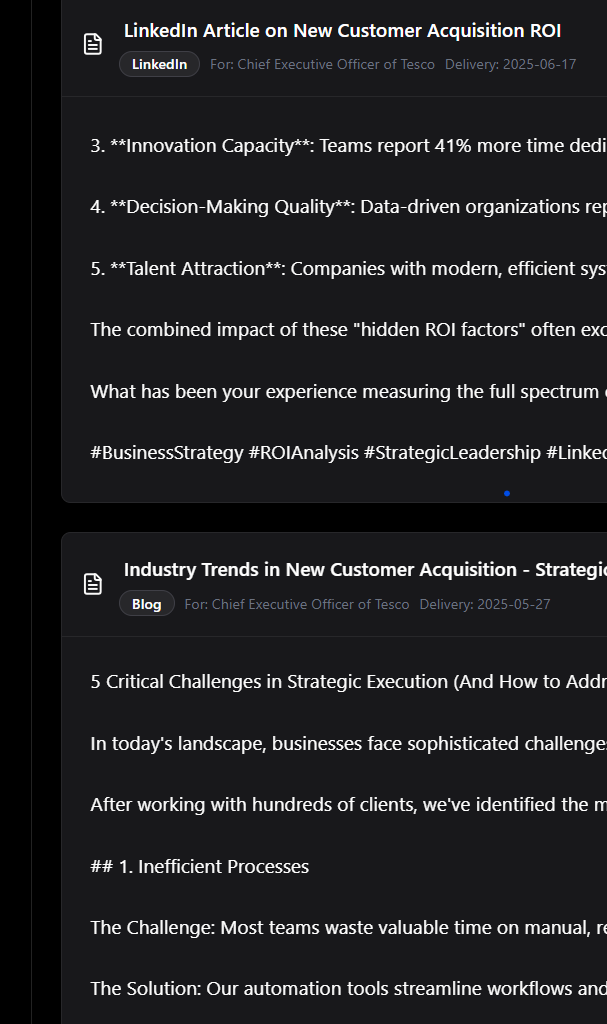 LinkedIn Article on New Customer Acquisition ROI
LinkedIn For: Chief Executive Officer of Tesco Delivery: 2025-06-17
3. **Innovation Capacity**: Teams report 41% more time dedi
4. **Decision-Making Quality**: Data-driven organizations rep
5. **Talent Attraction**: Companies with modern, efficient sys
The combined impact of these "hidden ROI factors" often exc
What has been your experience measuring the full spectrum
#BusinessStrategy #ROIAnalysis #StrategicLeadership #Linked
Industry Trends in New Customer Acquisition - Strategic
Blog For: Chief Executive Officer of Tesco Delivery: 2025-05-27
5 Critical Challenges in Strategic Execution (And How to Addr
In today's landscape, businesses face sophisticated challenges
After working with hundreds of clients, we've identified the m
## 1. Inefficient Processes
The Challenge: Most teams waste valuable time on manual, re
The Solution: Our automation tools streamline workflows and